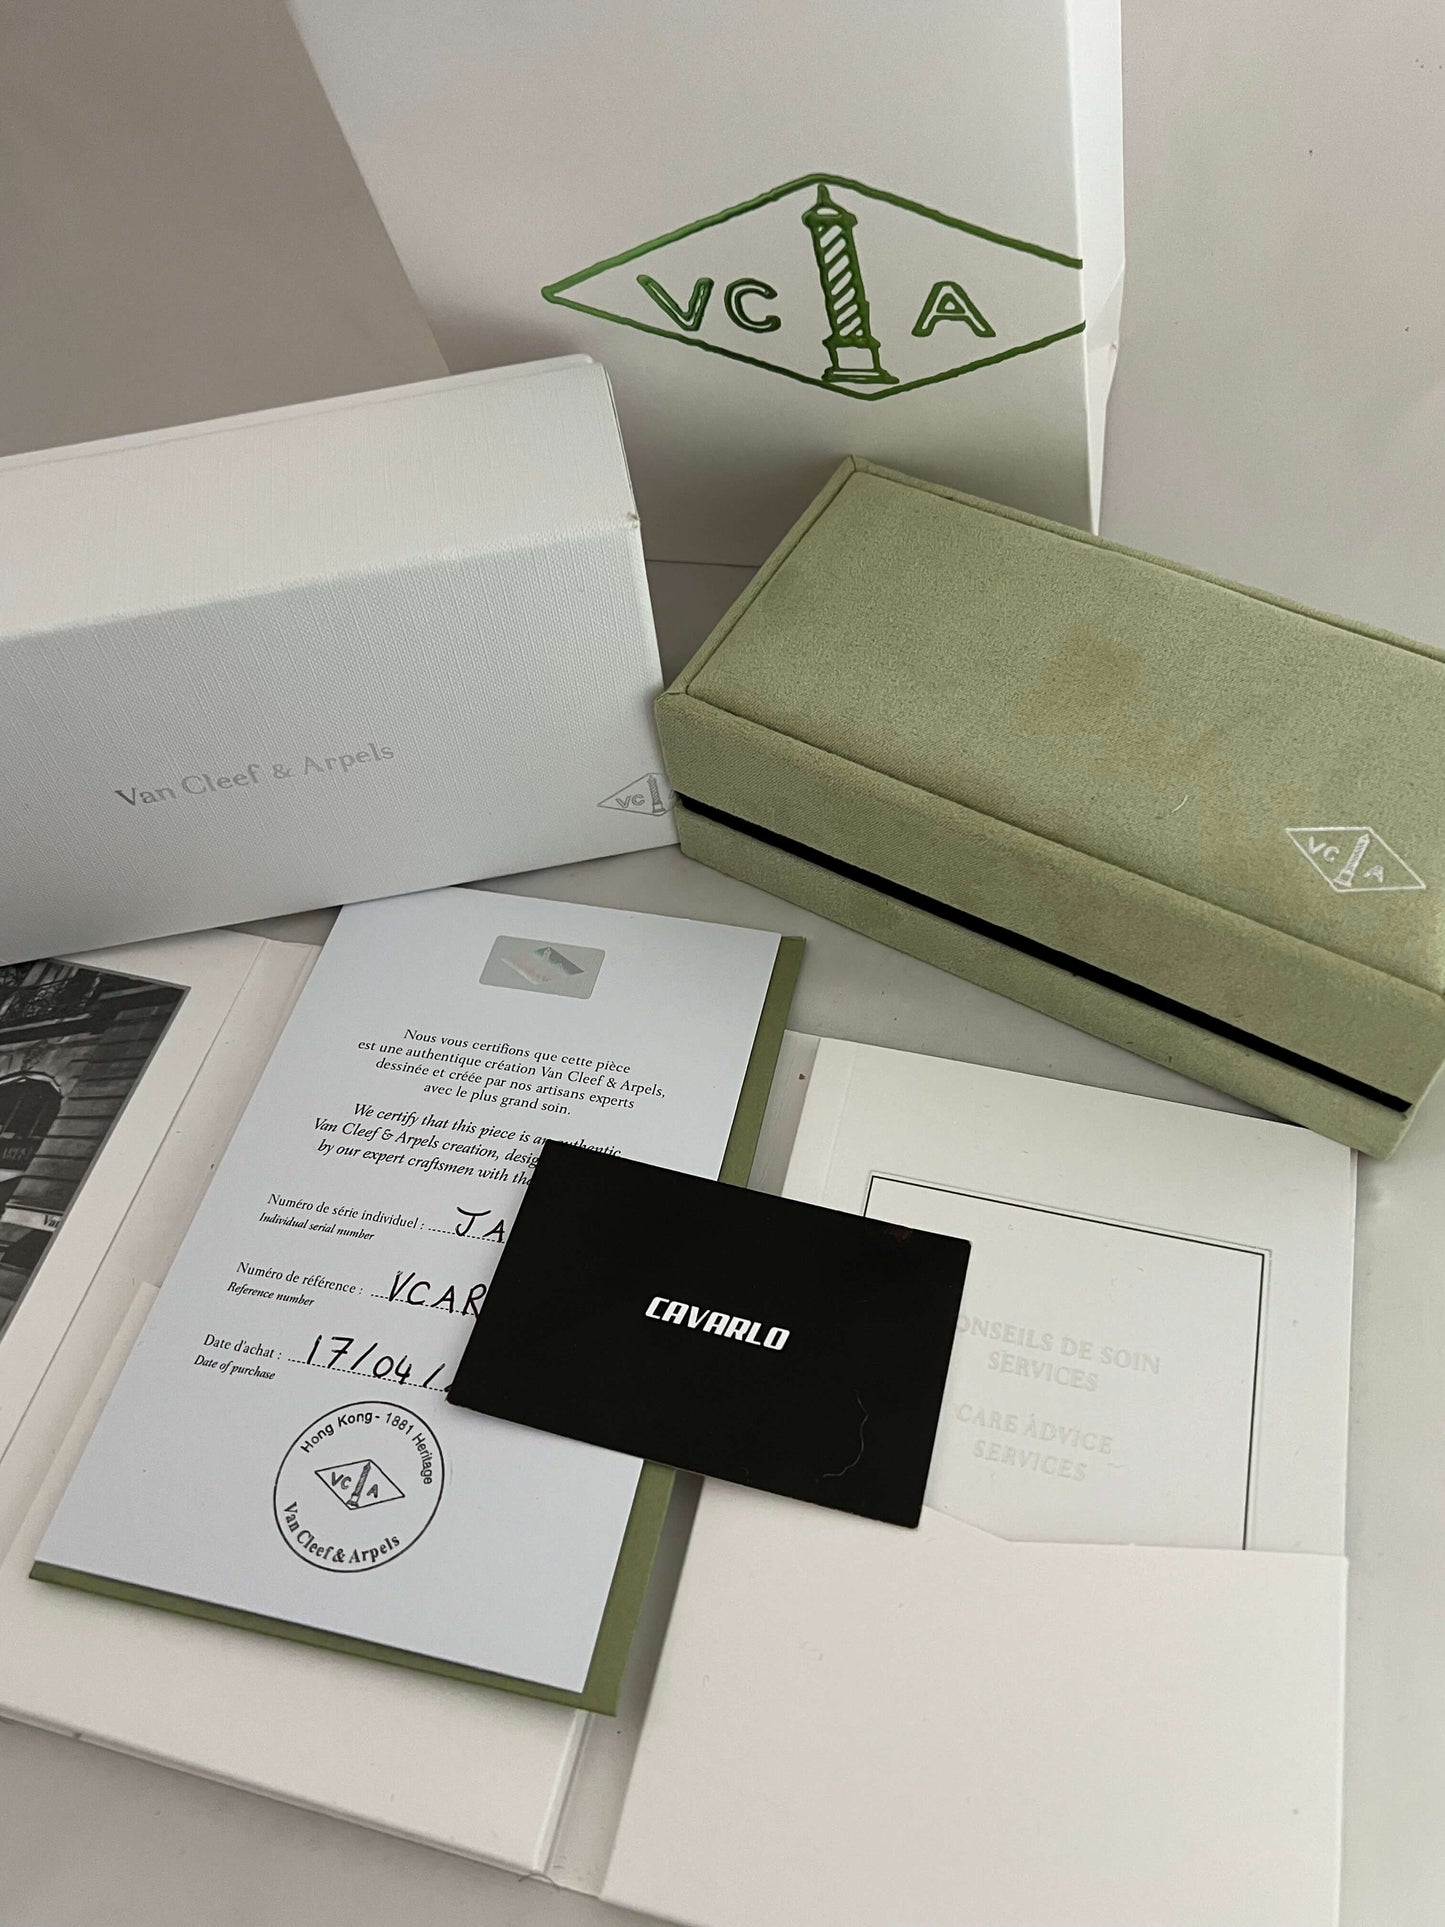 VC A
Van Cleef & Arpels
VC
VC A
Nous vous certifions que cette pièce
est une authentique création Van Cleef & Arpels,
dessinée et créée par nos artisans experts
avec le plus grand soin.
We certify that this piece is an authentic
Van Cleef & Arpels creation, desig
by our expert craftsmen with the
Numéro de série individuel : JA
Individual serial number
Numéro de référence : VCAR
Reference number
Date d'achat : 17/04/
Date of purchase
Hong Kong - 1881 Heritage
VC A
Van Cleef & Arpels
CAVARLO
ONSEILS DE SOIN
SERVICES
CARE ADVICE
SERVICES